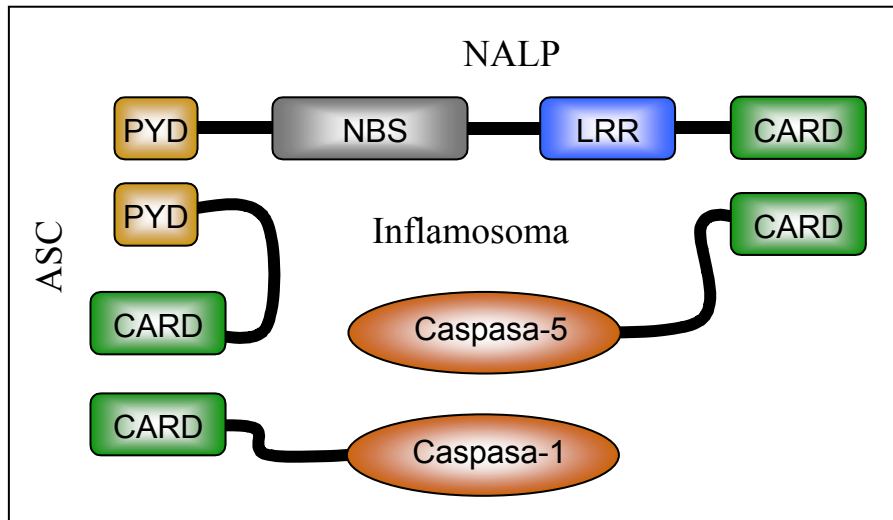 NALP
PYD NBS LRR CARD
PYD CARD
ASC Inflamosoma
CARD Caspasa-5
CARD Caspasa-1